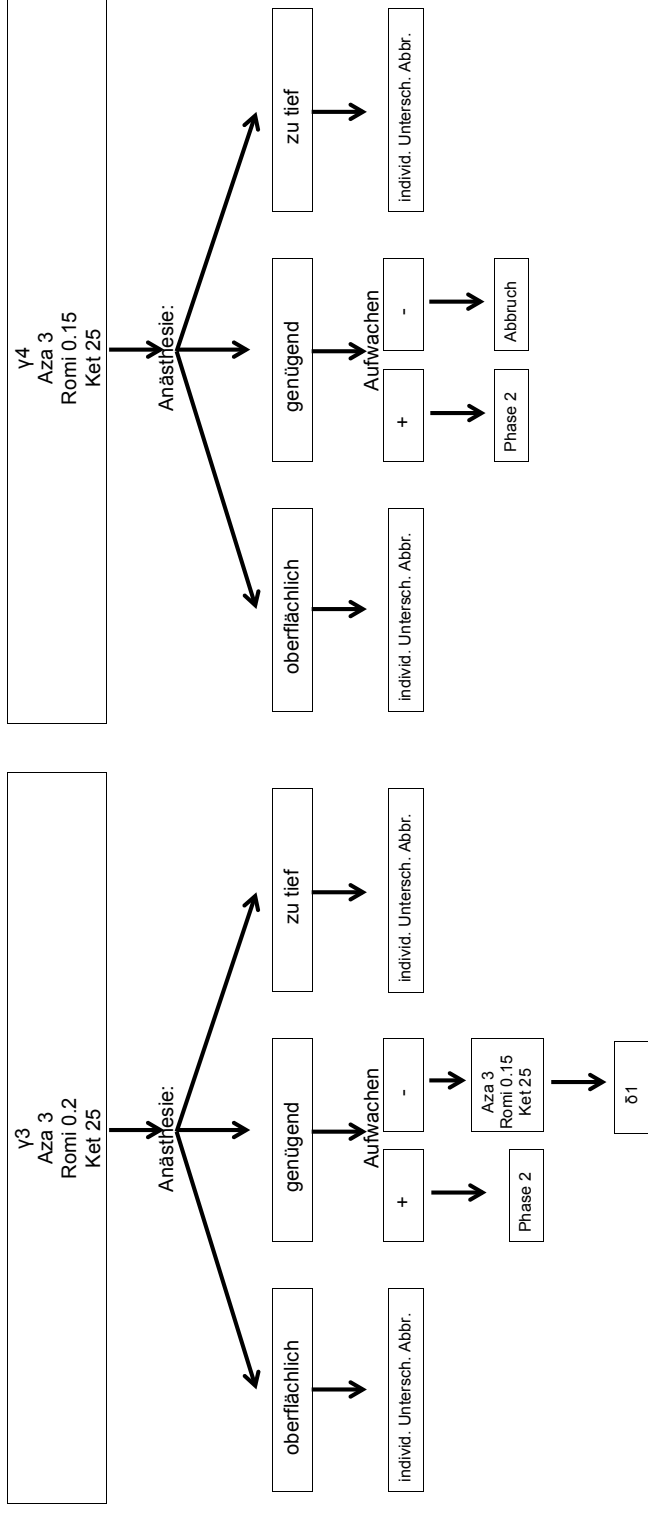 γ3
Aza 3
Romi 0.2
Ket 25
Anästhesie:
oberflächlich
genügend
zu tief
individ. Untersch. Abbr.
Aufwachen
individ. Untersch. Abbr.
+
-
Phase 2
Aza 3
Romi 0.15
Ket 25
δ1
γ4
Aza 3
Romi 0.15
Ket 25
Anästhesie:
oberflächlich
genügend
zu tief
individ. Untersch. Abbr.
Aufwachen
individ. Untersch. Abbr.
+
-
Phase 2
Abbruch